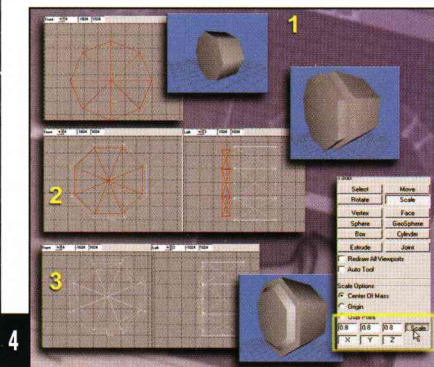 1
2
3
4
Select Move
Rotate Scale
Vertex Face
Sphere GeoSphere
Box Cylinder
Extrude Joint
Redraw All Viewports
Auto Tool
Scale Options
Center Of Mass
Origin
0.8 0.8 0.8 Scale
X Y Z